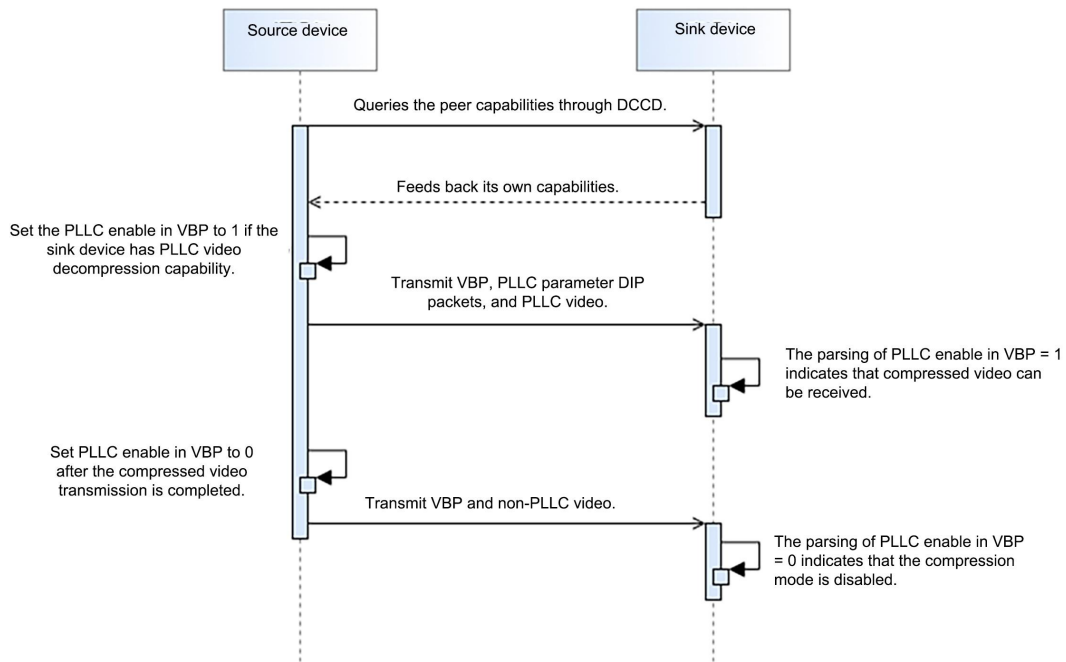 Source device
Sink device
Queries the peer capabilities through DCCD.
Feeds back its own capabilities.
Set the PLLC enable in VBP to 1 if the
sink device has PLLC video
decompression capability.
Transmit VBP, PLLC parameter DIP
packets, and PLLC video.
The parsing of PLLC enable in VBP = 1
indicates that compressed video can
be received.
Set PLLC enable in VBP to 0
after the compressed video
transmission is completed.
Transmit VBP and non-PLLC video.
The parsing of PLLC enable in VBP
= 0 indicates that the compression
mode is disabled.